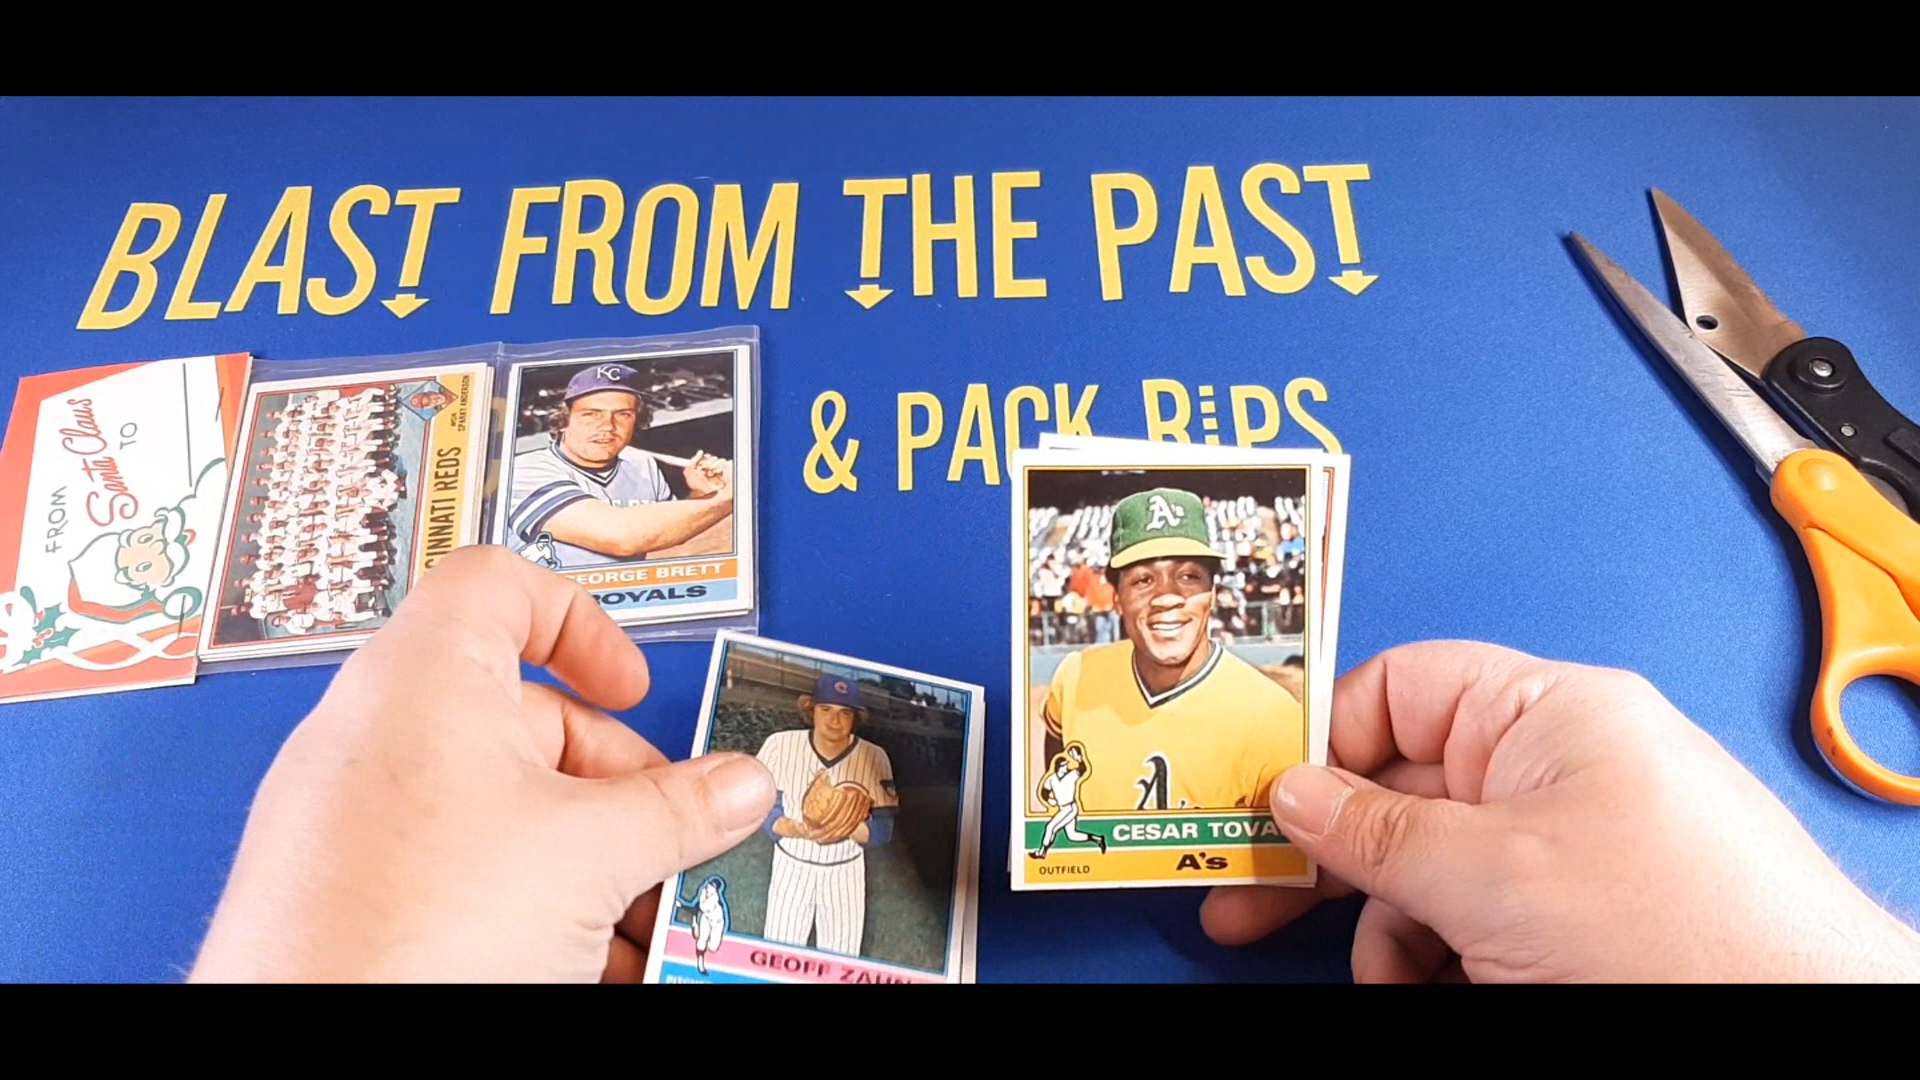 BLAST FROM THE PAST
& PACK RIPS
FROM
Santa Claus
TO
MGR.
SPARKY ANDERSON
CINNATI REDS
KC
GEORGE BRETT
ROYALS
C
GEOFF ZAHN
A's
A's
CESAR TOVA
A's
OUTFIELD